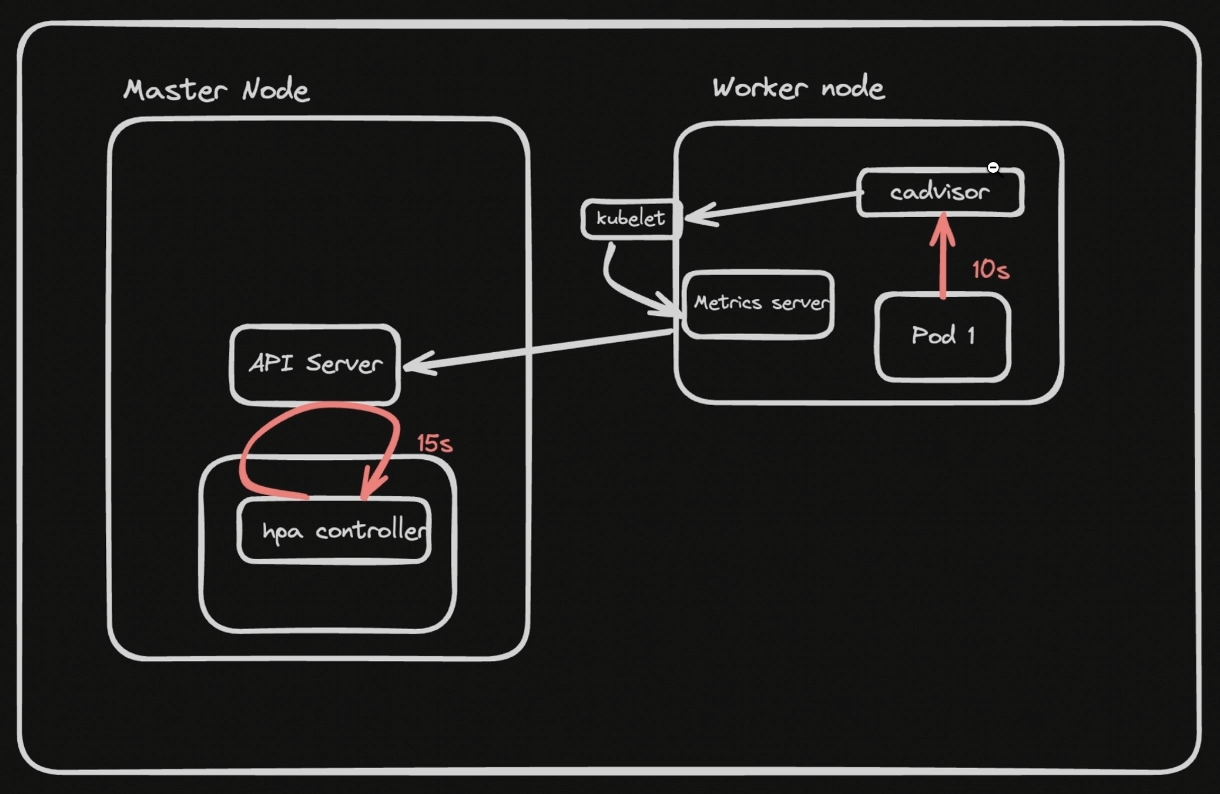 Master Node
Worker node
cadvisor
kubelet
10s
Metrics server
Pod 1
API Server
15s
hpa controller